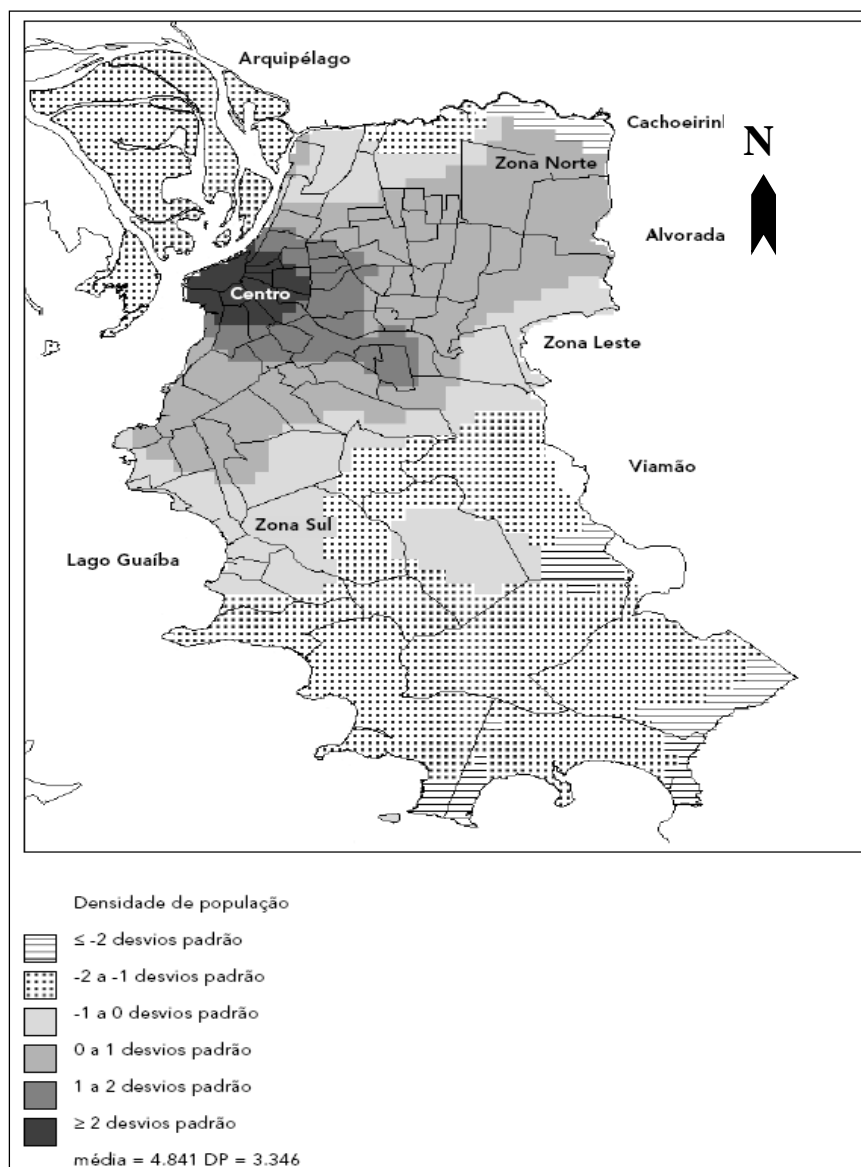 Arquipélago
Cachoeirinl
N
Zona Norte
Alvorada
Centro
Zona Leste
Viamão
Zona Sul
Lago Guaíba
Densidade de população
≤ -2 desvios padrão
-2 a -1 desvios padrão
-1 a 0 desvios padrão
0 a 1 desvios padrão
1 a 2 desvios padrão
≥ 2 desvios padrão
média = 4.841 DP = 3.346